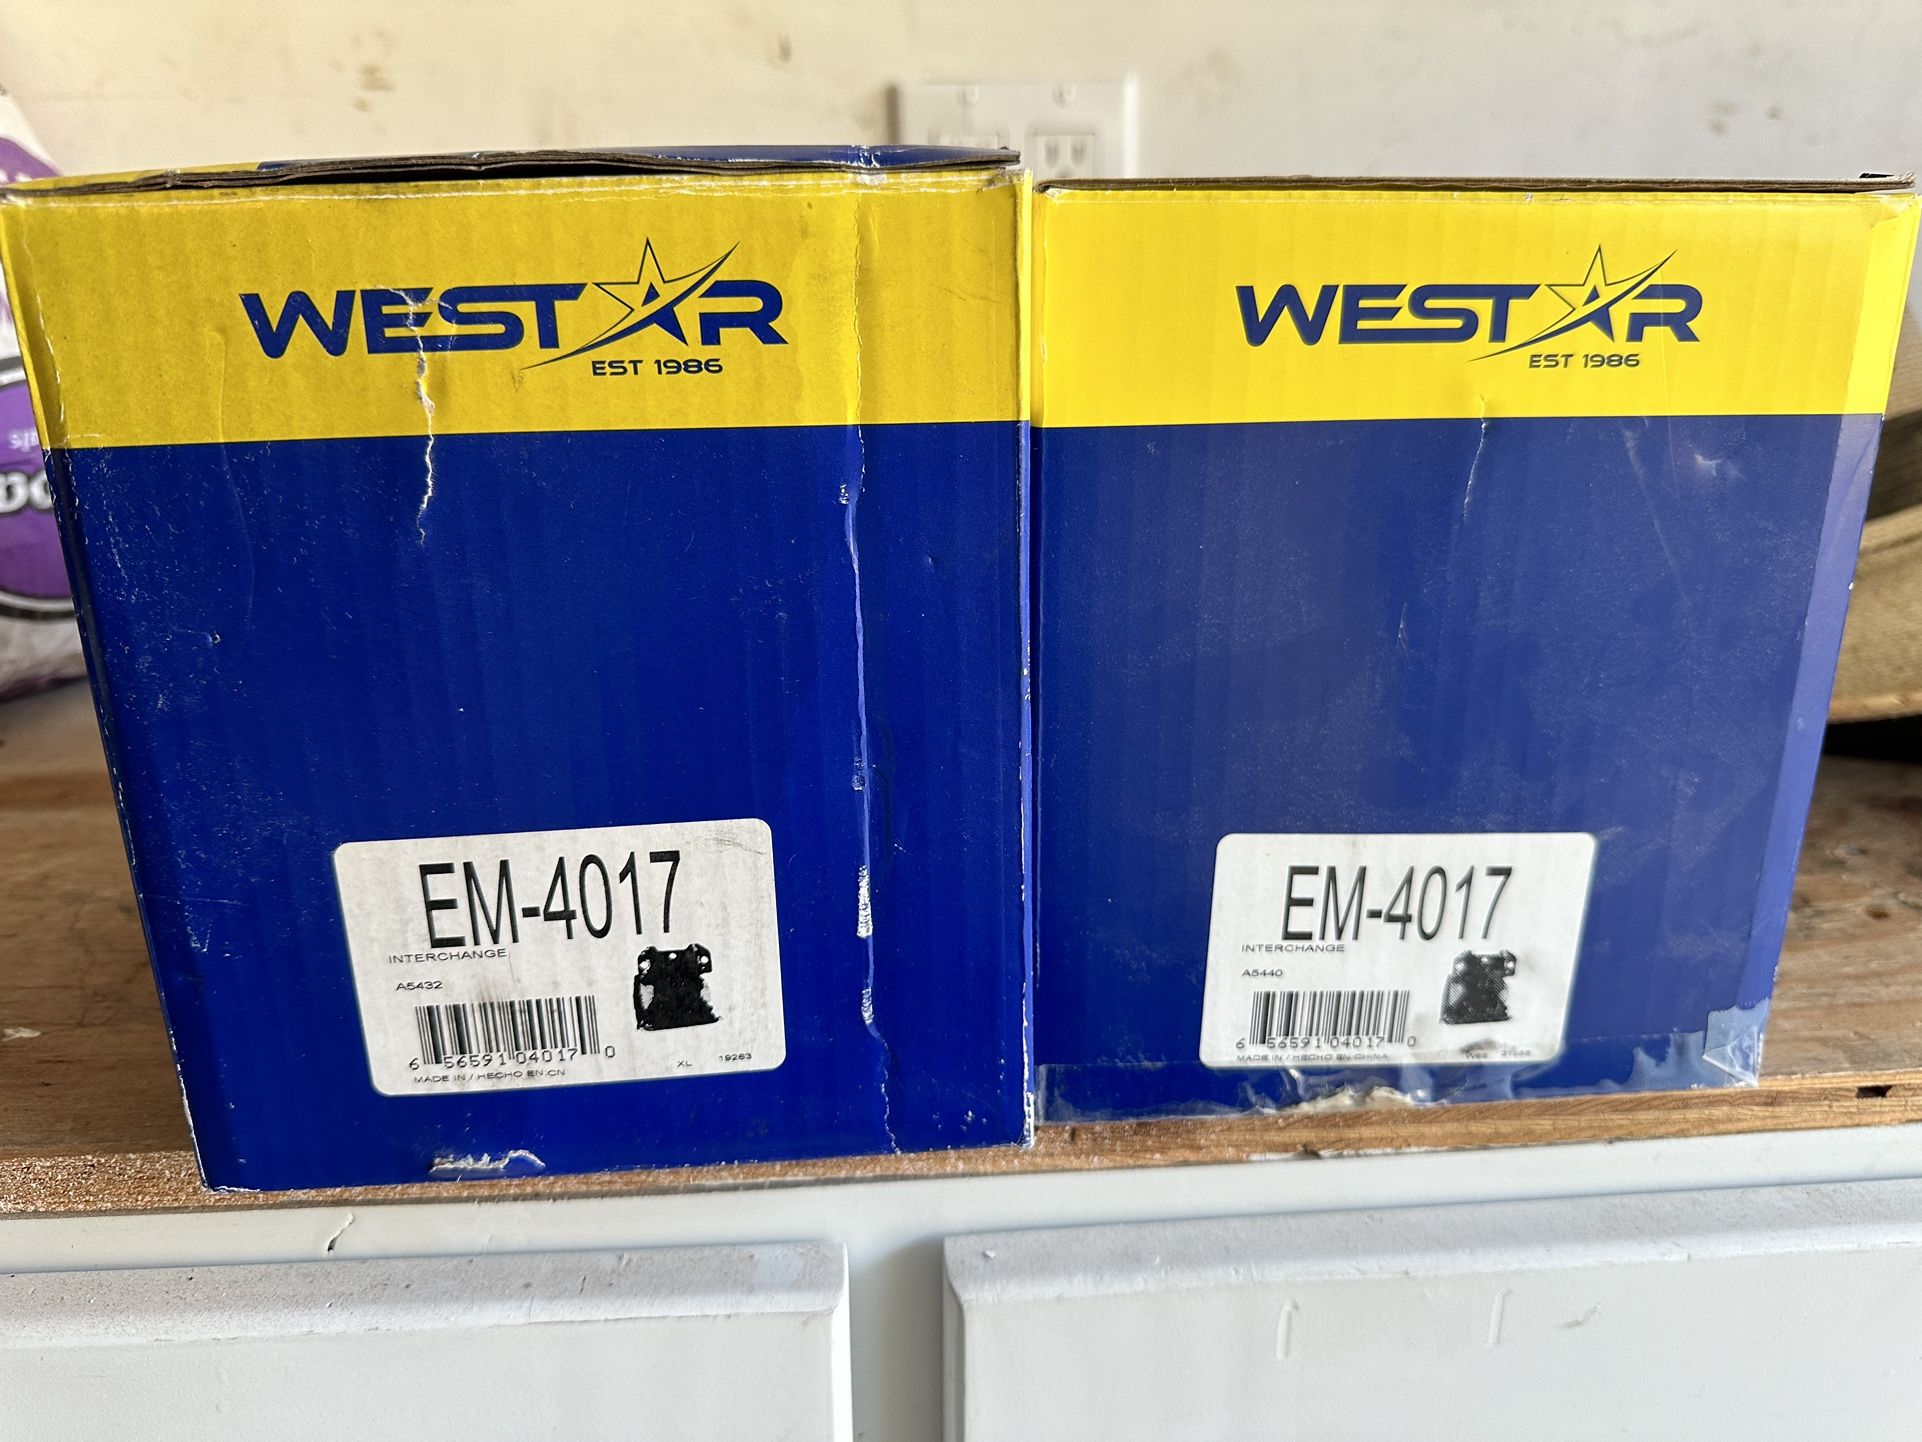 WESTAR
EST 1986
EM-4017
INTERCHANGE
A5432
6 56591 04017 0
MADE IN / HECHO EN CN
XL 19263
WESTAR
EST 1986
EM-4017
INTERCHANGE
A5440
6 56591 04017 0
MADE IN / HECHO EN CHINA